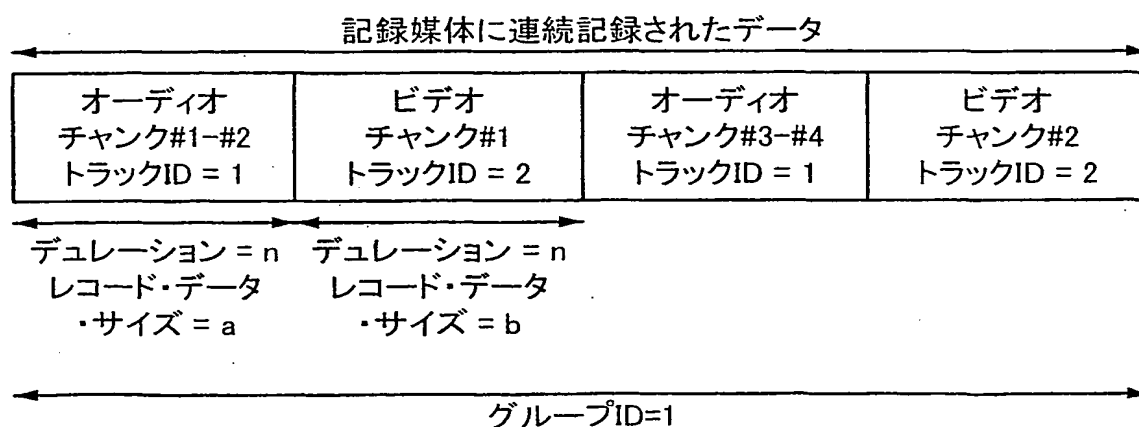 記録媒体に連続記録されたデータ
オーディオ
チャンク#1-#2
トラックID = 1
ビデオ
チャンク#1
トラックID = 2
オーディオ
チャンク#3-#4
トラックID = 1
ビデオ
チャンク#2
トラックID = 2
デュレーション = n
レコード・データ
・サイズ = a
デュレーション = n
レコード・データ
・サイズ = b
グループID=1